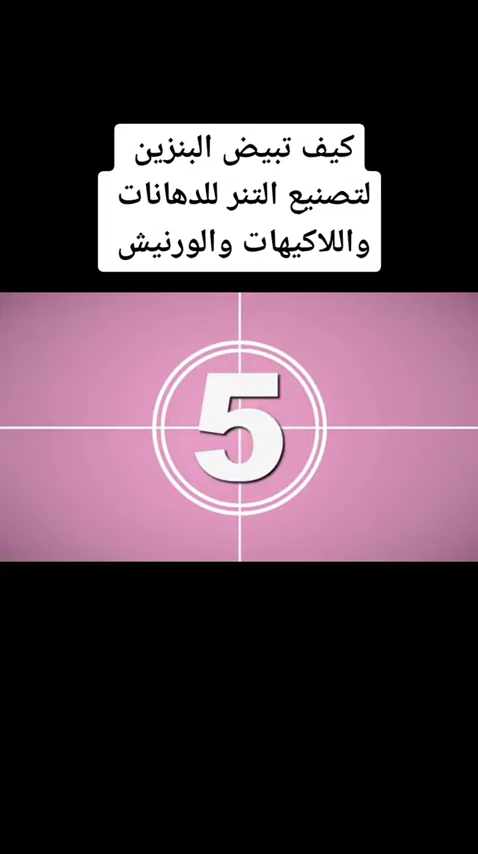 كيف تبيض البنزين
لتصنيع التنر للدهانات
واللاكيهات والورنيش
5